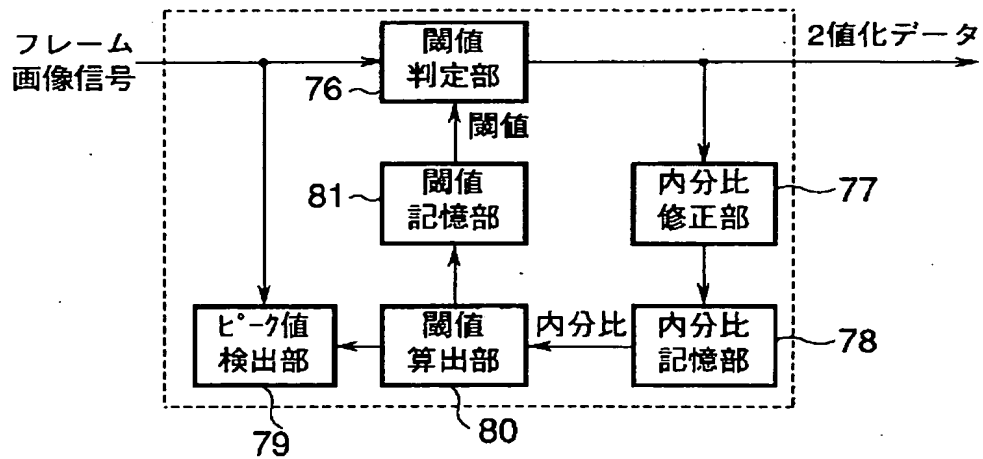 フレーム
画像信号
閾値
判定部
76
2値化データ
閾値
81
閾値
記憶部
内分比
修正部
77
ピーク値
検出部
79
閾値
算出部
80
内分比
内分比
記憶部
78